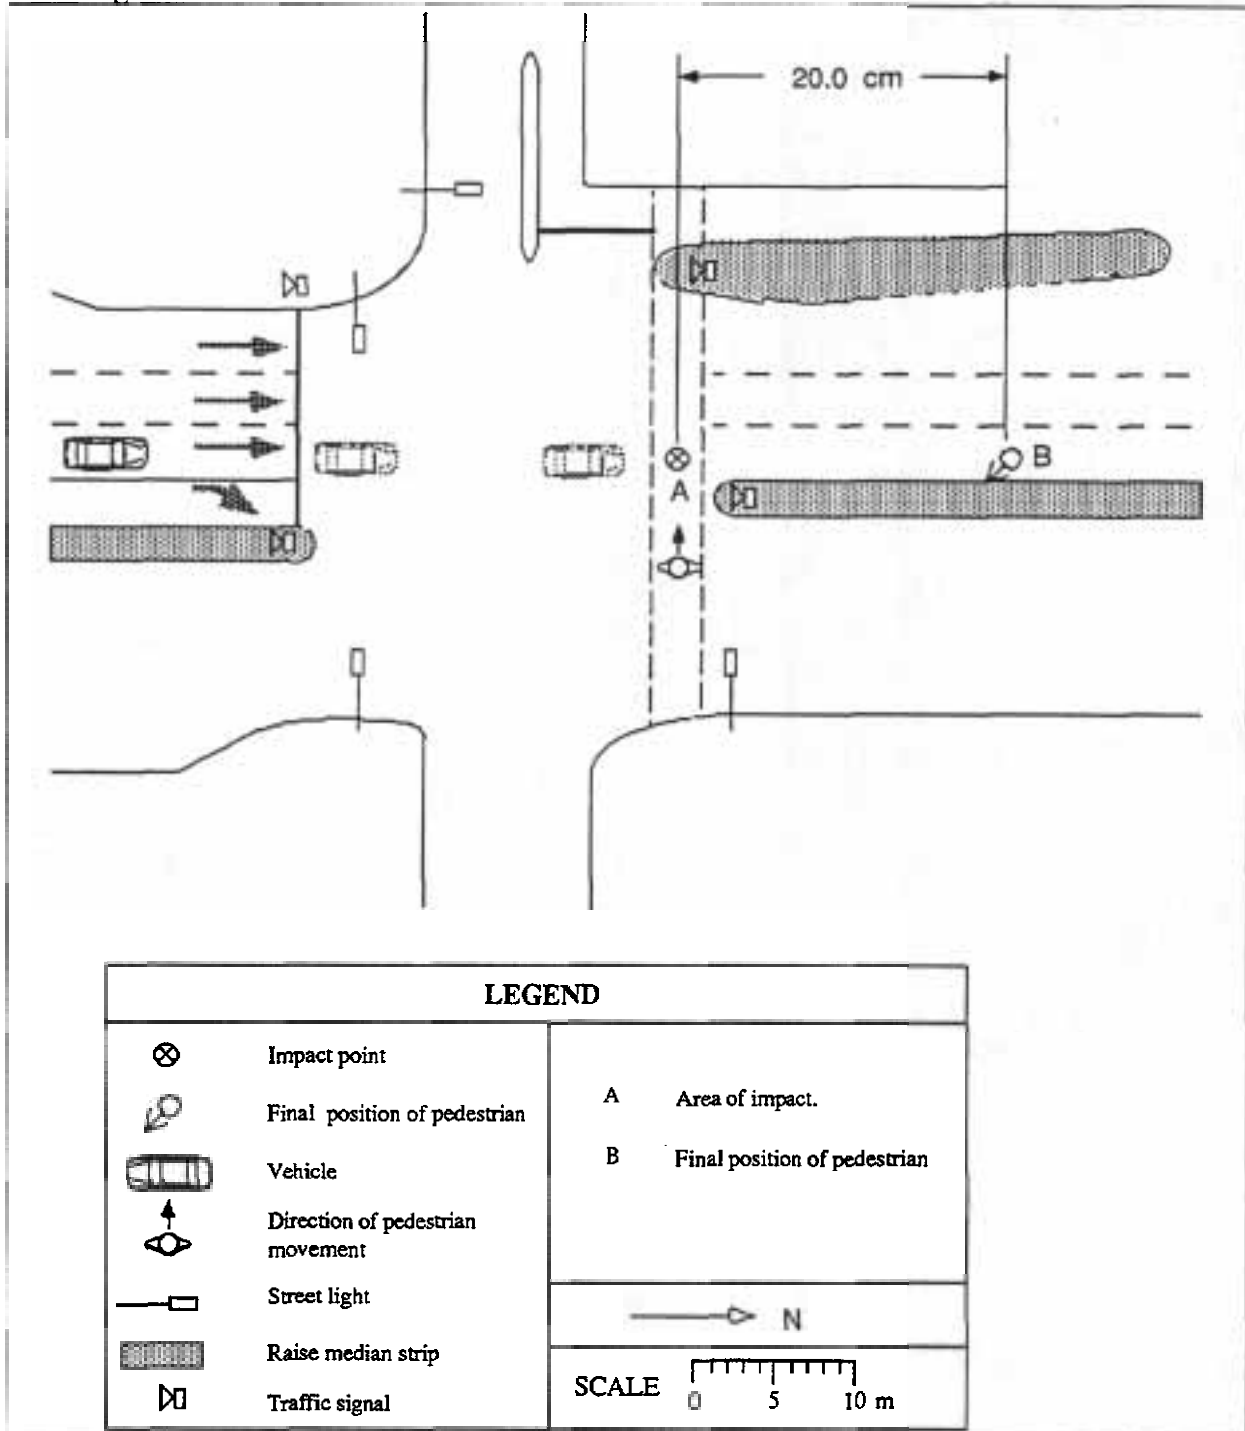 20.0 cm
A
B
LEGEND
Impact point
Final position of pedestrian
Vehicle
Direction of pedestrian
movement
Street light
Raise median strip
Traffic signal
A Area of impact.
B Final position of pedestrian
N
SCALE 0 5 10 m